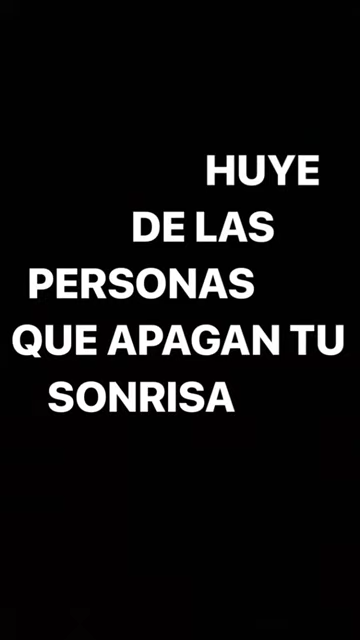 HUYE
DE LAS
PERSONAS
QUE APAGAN TU
SONRISA